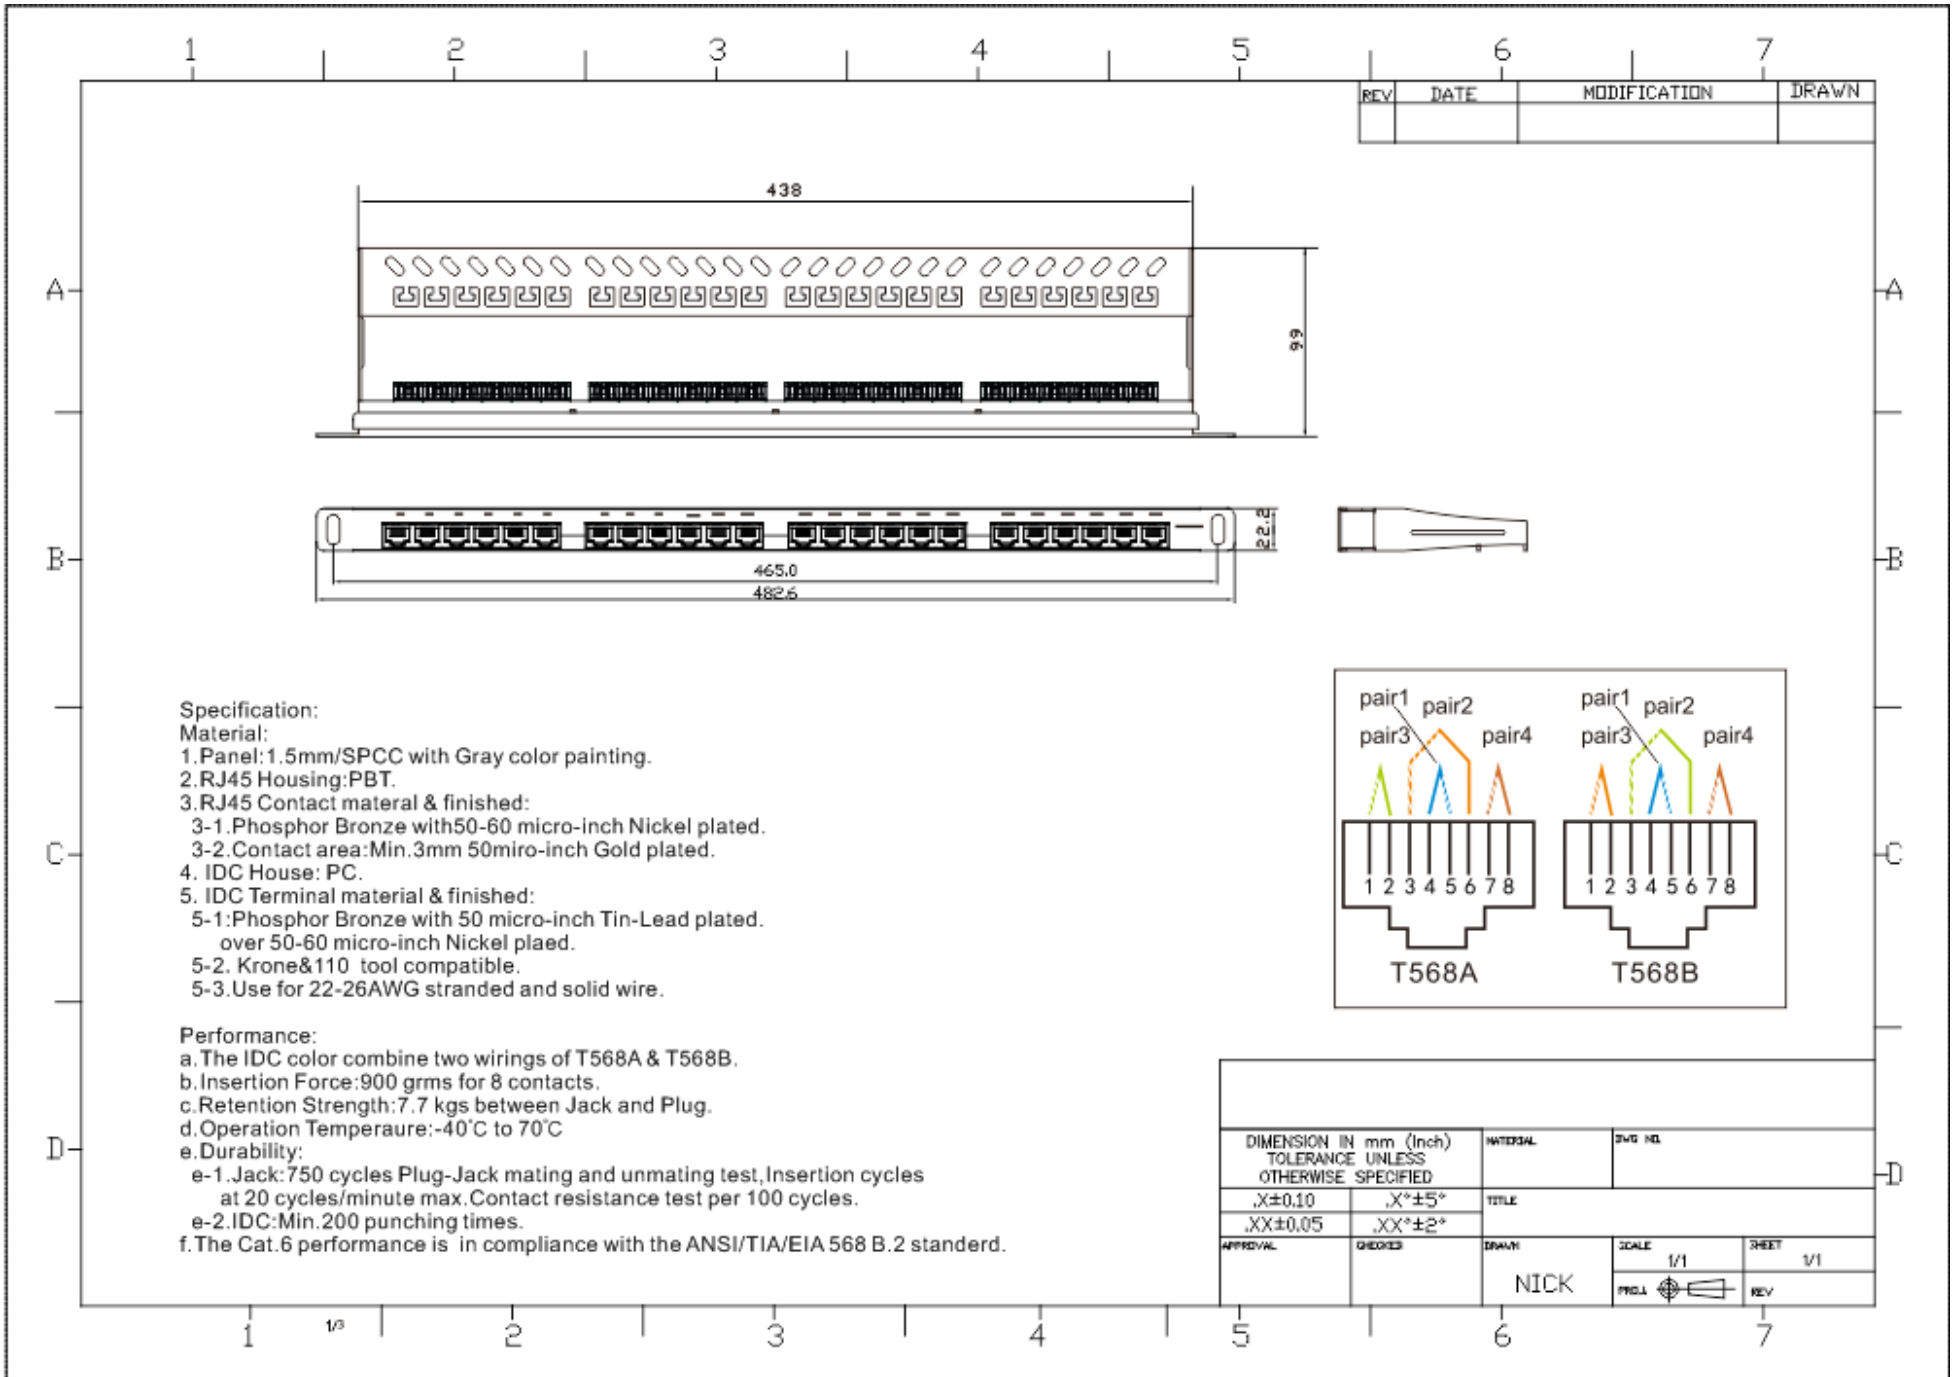 1 2 3 4 5 6 7
REV DATE MODIFICATION DRAWN
438
A A
99
22.2
B B
465.0
482.6
Specification:
Material:
1.Panel:1.5mm/SPCC with Gray color painting.
2.RJ45 Housing:PBT.
3.RJ45 Contact materal & finished:
3-1.Phosphor Bronze with50-60 micro-inch Nickel plated.
3-2.Contact area:Min.3mm 50miro-inch Gold plated.
4. IDC House: PC.
5. IDC Terminal material & finished:
5-1:Phosphor Bronze with 50 micro-inch Tin-Lead plated.
over 50-60 micro-inch Nickel plaed.
5-2. Krone&110 tool compatible.
5-3.Use for 22-26AWG stranded and solid wire.
Performance:
a.The IDC color combine two wirings of T568A & T568B.
b.Insertion Force:900 grms for 8 contacts.
c.Retention Strength:7.7 kgs between Jack and Plug.
d.Operation Temperaure:-40°C to 70°C
e.Durability:
e-1.Jack:750 cycles Plug-Jack mating and unmating test,Insertion cycles
at 20 cycles/minute max.Contact resistance test per 100 cycles.
e-2.IDC:Min.200 punching times.
f.The Cat.6 performance is in compliance with the ANSI/TIA/EIA 568 B.2 standerd.
pair1 pair2
pair3 pair4
1 2 3 4 5 6 7 8
T568A
pair1 pair2
pair3 pair4
1 2 3 4 5 6 7 8
T568B
C C
D D
DIMENSION IN mm (Inch)
TOLERANCE UNLESS
OTHERWISE SPECIFIED
MATERIAL
DWG NO.
.X±0.10 .X°±5°
TITLE
.XX±0.05 .XX°±2°
APPROVAL CHECKED DRAWN SCALE SHEET
1/1 1/1
NICK
PROJ. REV
1 1/3 2 3 4 5 6 7